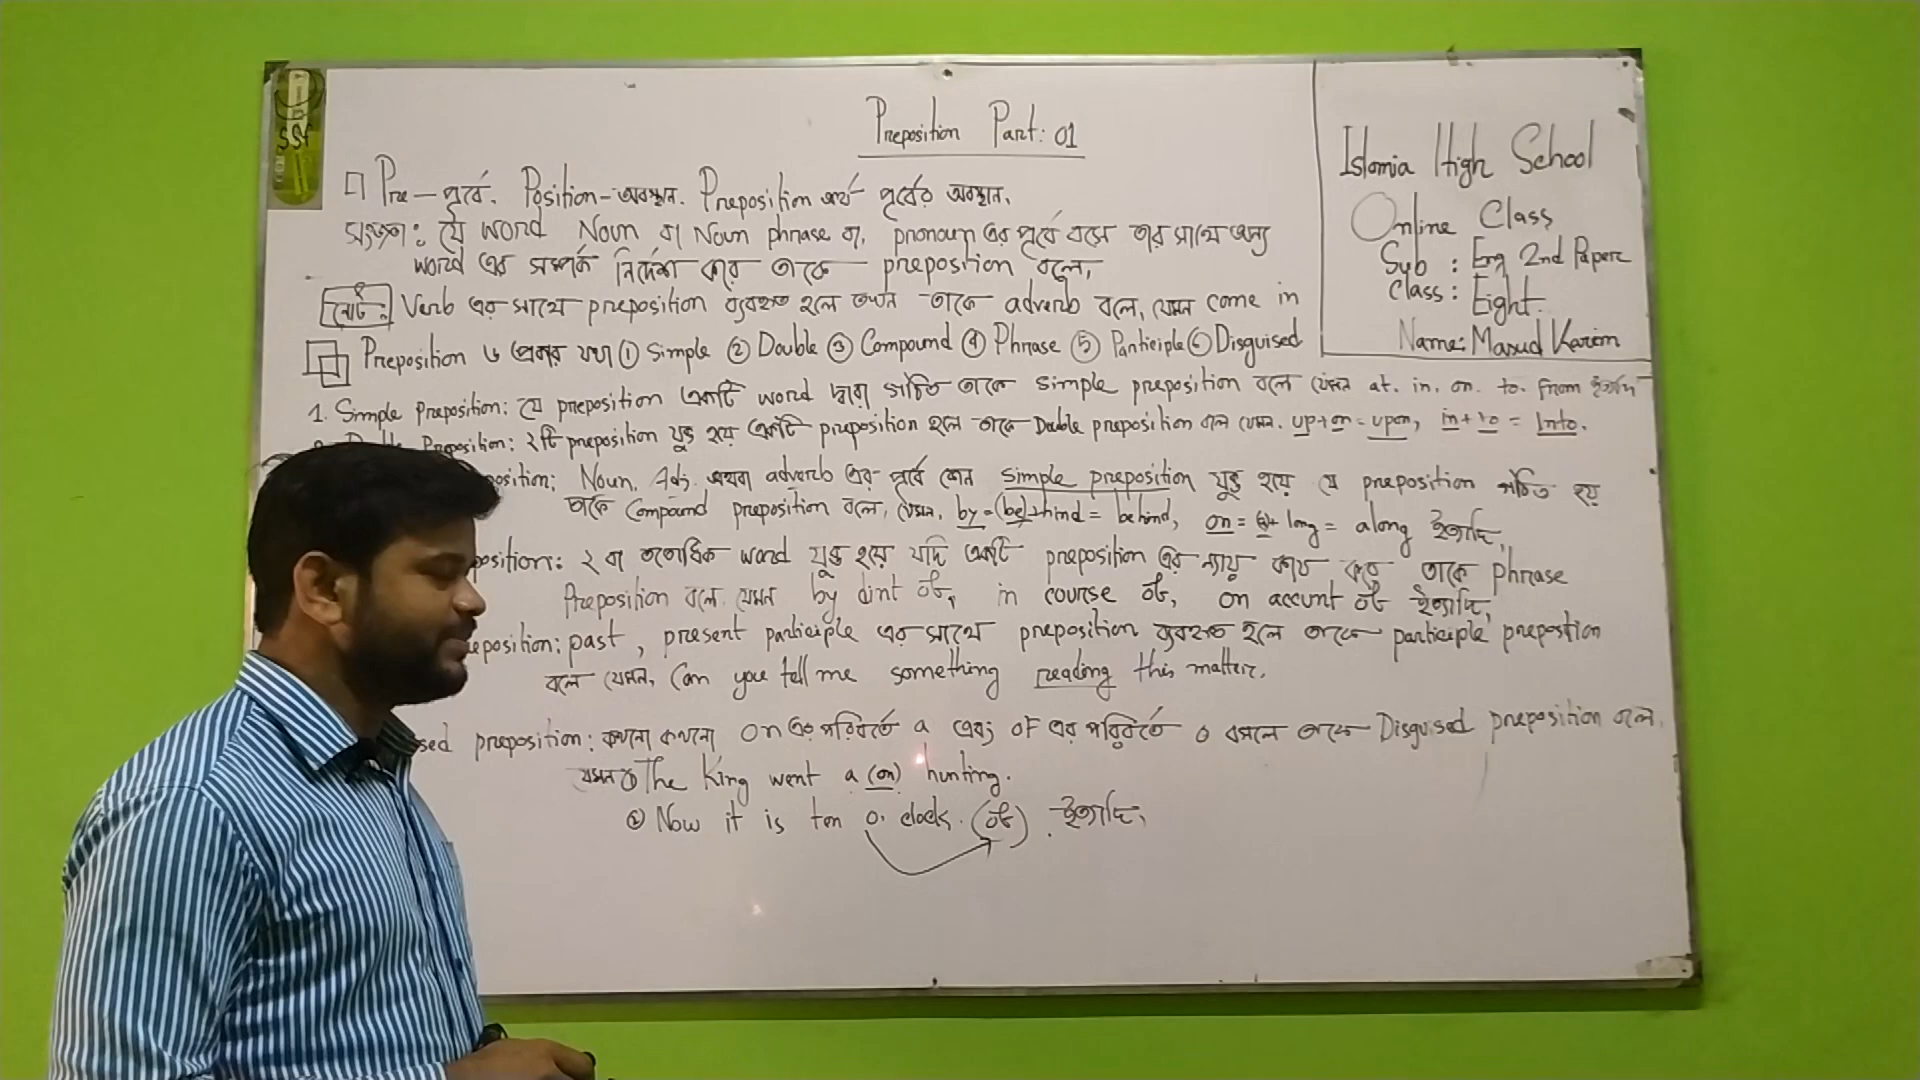 Preposition Part: 01
Pre – পূর্বে. Position – অবস্থান. Preposition অর্থ পূর্বের অবস্থান.
সংজ্ঞা: যে word Noun বা Noun phrase বা, pronoun এর পূর্বে বসে তার সাথে অন্য
word এর সম্পর্ক নির্দেশ করে তাকে preposition বলে,
নোট: Verb এর সাথে preposition ব্যবহৃত হলে তখন তাকে adverb বলে, যেমন come in
Preposition ৬ প্রকার যথা ① Simple ② Double ③ Compound ④ Phrase ⑤ Participle ⑥ Disguised
1. Simple Preposition: যে preposition একটি word দ্বারা গঠিত তাকে simple preposition বলে যেমন at. in. on. to. from ইত্যাদি
Preposition: ২টি preposition যুক্ত হয়ে একটি preposition হলে তাকে Double preposition বলে যেমন. up+on = upon, in+to = Into.
position: Noun, Adj. অথবা adverb এর পূর্বে কোন simple preposition যুক্ত হয়ে যে preposition গঠিত হয়
তাকে Compound preposition বলে, যেমন, by = (be)+hind = behind, on = (a)+ long = along ইত্যাদি,
position: ২ বা ততোধিক word যুক্ত হয়ে যদি একটি preposition এর ন্যায় কাজ করে তাকে phrase
Preposition বলে. যেমন by dint of, in course of, on accunt of ইত্যাদি,
eposition: past, present participle এর সাথে preposition ব্যবহৃত হলে তাকে participle prepostion
বলে যেমন, Can you tell me something reading this matter,
sed preposition: কখনো কখনো on এর পরিবর্তে a এবং of এর পরিবর্তে o বসলে তাকে Disguised preposition বলে,
যেমন ① The King went a (on) hunting.
② Now it is ten o, clock. (of) . ইত্যাদি,
Islamia High School
Online Class
Sub : Eng 2nd Paper
Class: Eight
Name: Masud Karim